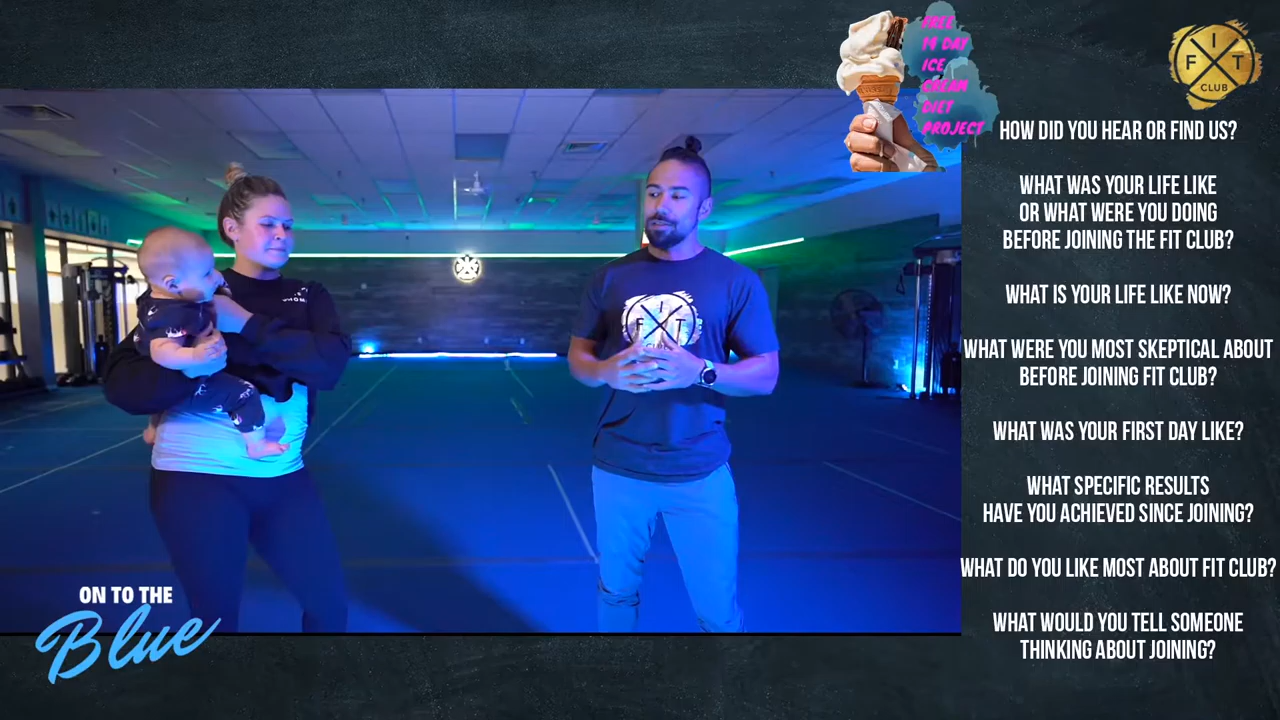 FREE
14 DAY
ICE
CREAM
DIET
PROJECT
FIT
CLUB
HOW DID YOU HEAR OR FIND US?
WHAT WAS YOUR LIFE LIKE
OR WHAT WERE YOU DOING
BEFORE JOINING THE FIT CLUB?
WHAT IS YOUR LIFE LIKE NOW?
WHAT WERE YOU MOST SKEPTICAL ABOUT
BEFORE JOINING FIT CLUB?
WHAT WAS YOUR FIRST DAY LIKE?
WHAT SPECIFIC RESULTS
HAVE YOU ACHIEVED SINCE JOINING?
WHAT DO YOU LIKE MOST ABOUT FIT CLUB?
WHAT WOULD YOU TELL SOMEONE
THINKING ABOUT JOINING?
FIT
CLUB
ON TO THE
Blue